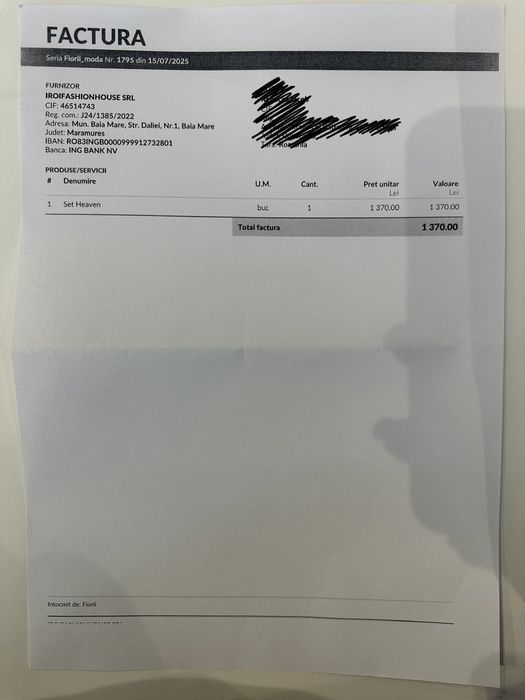 FACTURA
Seria Fiorii_moda Nr. 1795 din 15/07/2025
FURNIZOR
IROIFASHIONHOUSE SRL
CIF: 46514743
Reg. com.: J24/1385/2022
Adresa: Mun. Baia Mare, Str. Daliei, Nr.1, Baia Mare
Judet: Maramures
IBAN: RO83INGB0000999912732801
Banca: ING BANK NV
România
PRODUSE/SERVICII
# Denumire U.M. Cant. Pret unitar Valoare
Lei Lei
1 Set Heaven buc 1 1 370.00 1 370.00
Total factura 1 370.00
Intocmit de: Fiorii